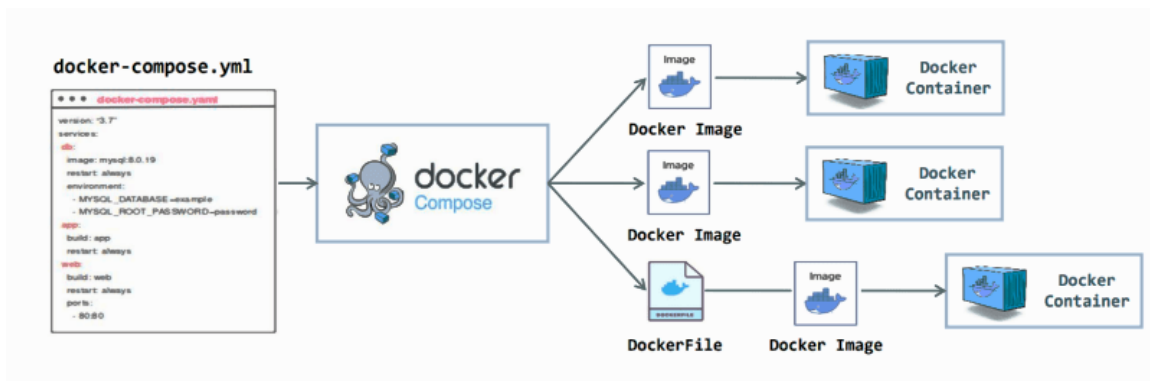 docker-compose.yml
docker-compose.yaml
version: "3.7"
services:
db:
image: mysql:8.0.19
restart: always
environment:
- MYSQL_DATABASE=example
- MYSQL_ROOT_PASSWORD=password
app:
build: app
restart: always
web:
build: web
restart: always
ports:
- 80:80
docker
Compose
Image
Docker Image
Docker
Container
Image
Docker Image
Docker
Container
DOCKERFILE
DockerFile
Image
Docker Image
Docker
Container